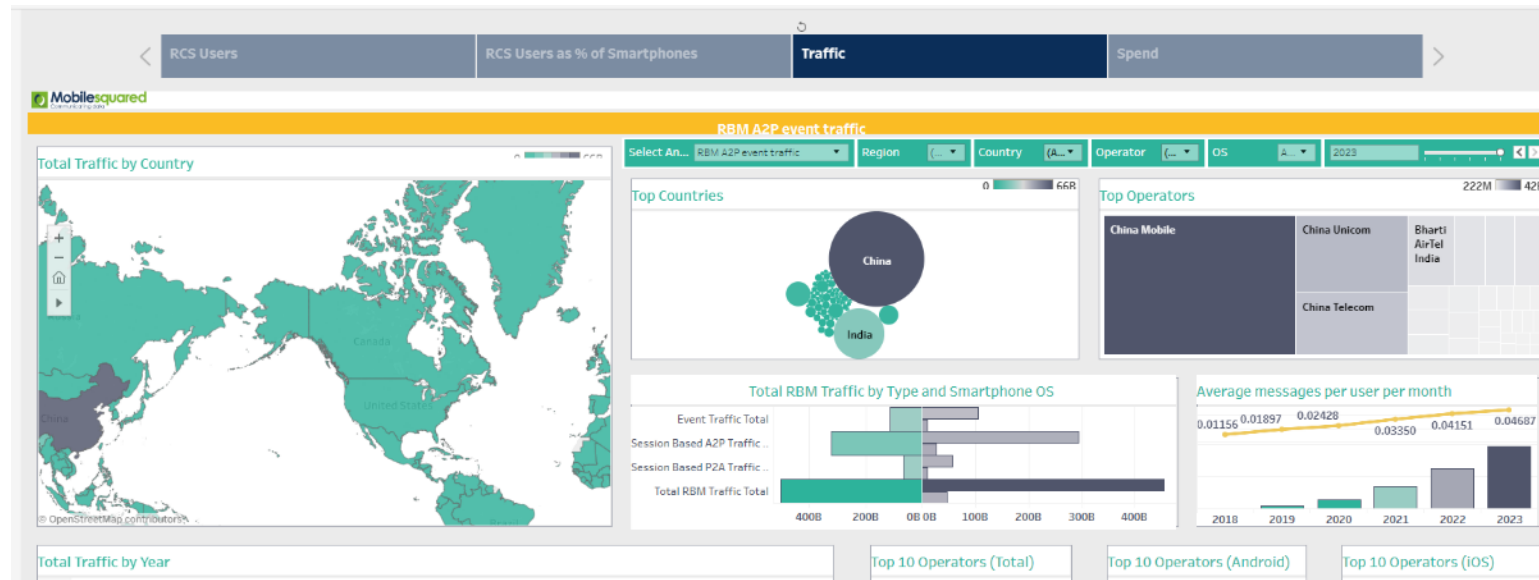 RCS Users
RCS Users as % of Smartphones
Traffic
Spend
Mobilesquared
RBM A2P event traffic
Total Traffic by Country
Select An... RBM A2P event traffic
Region (...
Country (A...
Operator (...
OS A...
2023
Canada
United States
China
© OpenStreetMap contributors
Top Countries
0 66B
China
India
Top Operators
222M 42B
China Mobile
China Unicom
China Telecom
Bharti
AirTel
India
Total RBM Traffic by Type and Smartphone OS
Event Traffic Total
Session Based A2P Traffic ..
Session Based P2A Traffic ..
Total RBM Traffic Total
400B 200B 0B 0B 100B 200B 300B 400B
Average messages per user per month
0.01156 0.01897 0.02428 0.03350 0.04151 0.04687
2018 2019 2020 2021 2022 2023
Total Traffic by Year
Top 10 Operators (Total)
Top 10 Operators (Android)
Top 10 Operators (iOS)